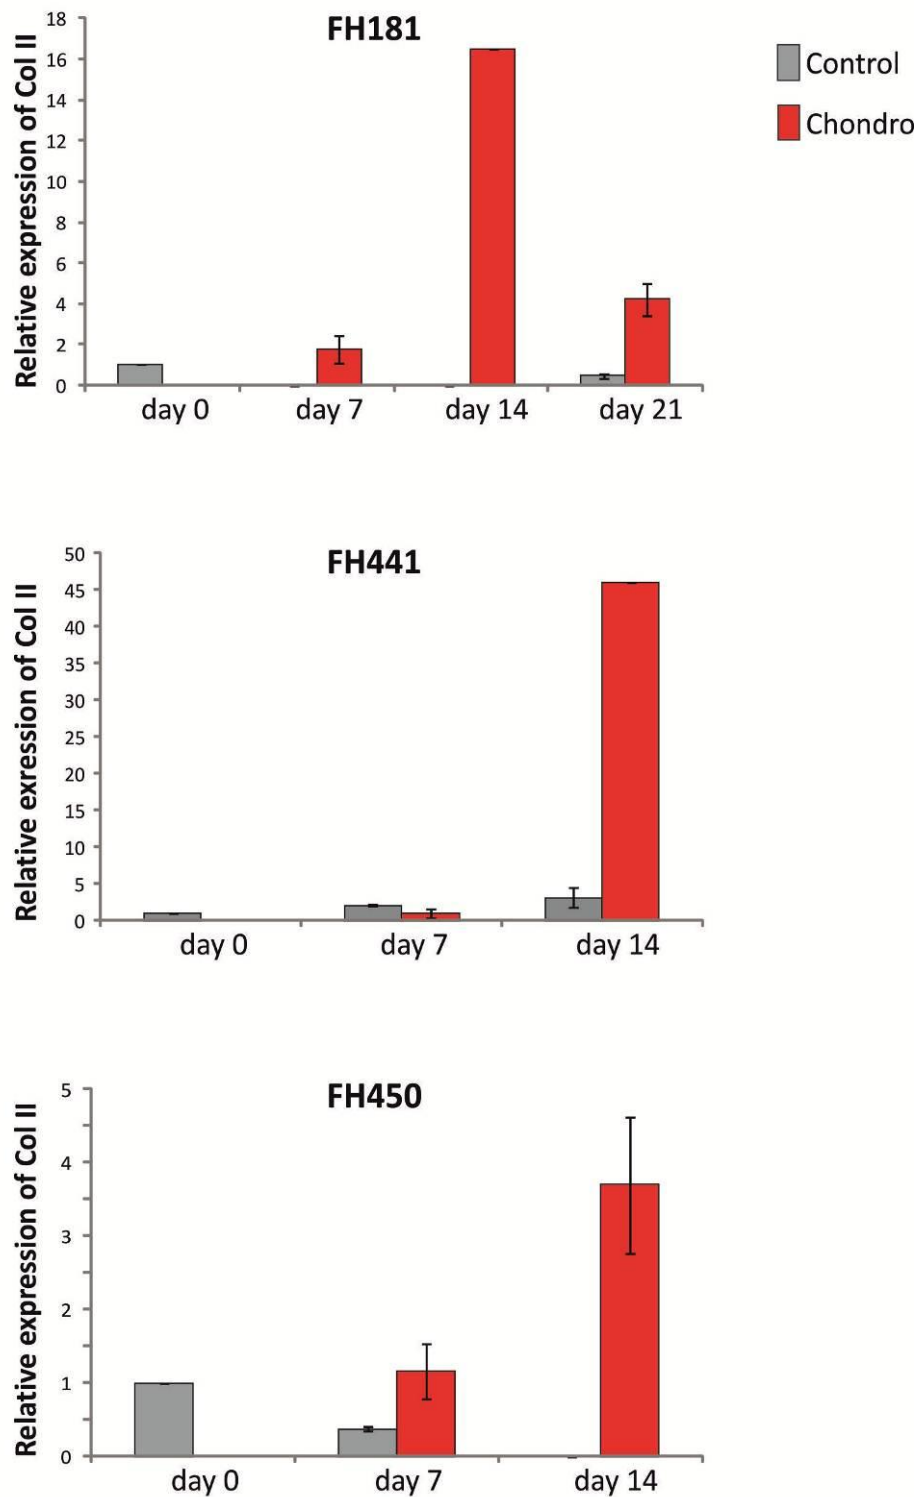 FH181
Relative expression of Col II
18
16
14
12
10
8
6
4
2
0
day 0
day 7
day 14
day 21
Control
Chondro
FH441
Relative exression of Col II
50
45
40
35
30
25
20
15
10
5
0
day 0
day 7
day 14
FH450
Relative expression of Col II
5
4
3
2
1
0
day 0
day 7
day 14